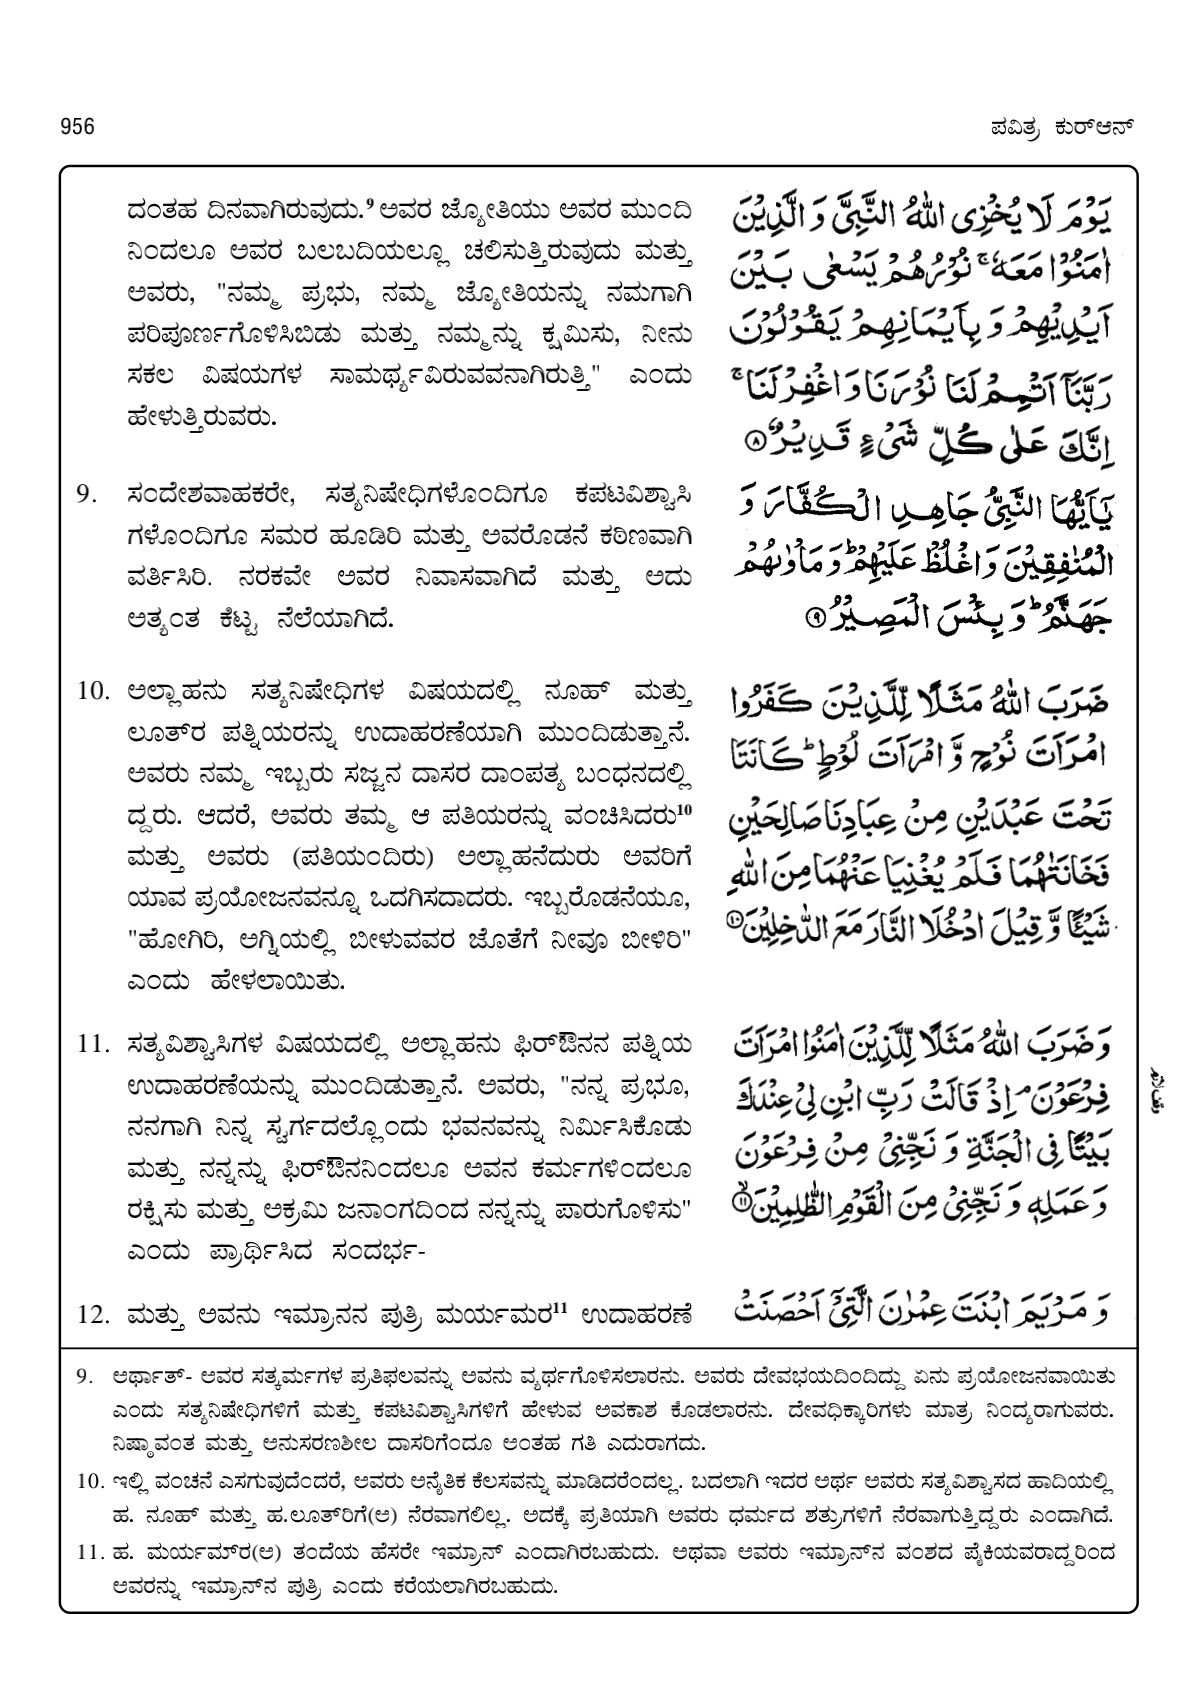 956
ಪವಿತ್ರ ಕುರ್‌ಆನ್
ದಂತಹ ದಿನವಾಗಿರುವುದು.9 ಅವರ ಜ್ಯೋತಿಯು ಅವರ ಮುಂದಿ
ನಿಂದಲೂ ಅವರ ಬಲಬದಿಯಲ್ಲೂ ಚಲಿಸುತ್ತಿರುವುದು ಮತ್ತು
ಅವರು, "ನಮ್ಮ ಪ್ರಭು, ನಮ್ಮ ಜ್ಯೋತಿಯನ್ನು ನಮಗಾಗಿ
ಪರಿಪೂರ್ಣಗೊಳಿಸಿಬಿಡು ಮತ್ತು ನಮ್ಮನ್ನು ಕ್ಷಮಿಸು, ನೀನು
ಸಕಲ ವಿಷಯಗಳ ಸಾಮರ್ಥ್ಯವಿರುವವನಾಗಿರುತ್ತಿ" ಎಂದು
ಹೇಳುತ್ತಿರುವರು.
يَوْمَ لَا يُخْزِى اللّٰهُ النَّبِىَّ وَ الَّذِيْنَ
اٰمَنُوْا مَعَهٗ ۚ نُوْرُهُمْ يَسْعٰى بَيْنَ
اَيْدِيْهِمْ وَ بِاَيْمَانِهِمْ يَقُوْلُوْنَ
رَبَّنَآ اَتْمِمْ لَنَا نُوْرَنَا وَاغْفِرْ لَنَا ۚ
اِنَّكَ عَلٰى كُلِّ شَىْءٍ قَدِيْرٌ ۝٨
9. ಸಂದೇಶವಾಹಕರೇ, ಸತ್ಯನಿಷೇಧಿಗಳೊಂದಿಗೂ ಕಪಟವಿಶ್ವಾಸಿ
ಗಳೊಂದಿಗೂ ಸಮರ ಹೂಡಿರಿ ಮತ್ತು ಅವರೊಡನೆ ಕಠಿಣವಾಗಿ
ವರ್ತಿಸಿರಿ. ನರಕವೇ ಅವರ ನಿವಾಸವಾಗಿದೆ ಮತ್ತು ಅದು
ಅತ್ಯಂತ ಕೆಟ್ಟ ನೆಲೆಯಾಗಿದೆ.
يٰٓاَيُّهَا النَّبِىُّ جَاهِدِ الْكُفَّارَ وَ
الْمُنٰفِقِيْنَ وَاغْلُظْ عَلَيْهِمْ ؕ وَ مَاْوٰىهُمْ
جَهَنَّمُ ؕ وَ بِئْسَ الْمَصِيْرُ ۝٩
10. ಅಲ್ಲಾಹನು ಸತ್ಯನಿಷೇಧಿಗಳ ವಿಷಯದಲ್ಲಿ ನೂಹ್ ಮತ್ತು
ಲೂತ್‌ರ ಪತ್ನಿಯರನ್ನು ಉದಾಹರಣೆಯಾಗಿ ಮುಂದಿಡುತ್ತಾನೆ.
ಅವರು ನಮ್ಮ ಇಬ್ಬರು ಸಜ್ಜನ ದಾಸರ ದಾಂಪತ್ಯ ಬಂಧನದಲ್ಲಿ
ದ್ದರು. ಆದರೆ, ಅವರು ತಮ್ಮ ಆ ಪತಿಯರನ್ನು ವಂಚಿಸಿದರು10
ಮತ್ತು ಅವರು (ಪತಿಯಂದಿರು) ಅಲ್ಲಾಹನೆದುರು ಅವರಿಗೆ
ಯಾವ ಪ್ರಯೋಜನವನ್ನೂ ಒದಗಿಸದಾದರು. ಇಬ್ಬರೊಡನೆಯೂ,
"ಹೋಗಿರಿ, ಅಗ್ನಿಯಲ್ಲಿ ಬೀಳುವವರ ಜೊತೆಗೆ ನೀವೂ ಬೀಳಿರಿ"
ಎಂದು ಹೇಳಲಾಯಿತು.
ضَرَبَ اللّٰهُ مَثَلًا لِّلَّذِيْنَ كَفَرُوا
امْرَاَتَ نُوْحٍ وَّ امْرَاَتَ لُوْطٍ ؕ كَانَتَا
تَحْتَ عَبْدَيْنِ مِنْ عِبَادِنَا صَالِحَيْنِ
فَخَانَتٰهُمَا فَلَمْ يُغْنِيَا عَنْهُمَا مِنَ اللّٰهِ
شَيْـًٔا وَّ قِيْلَ ادْخُلَا النَّارَ مَعَ الدّٰخِلِيْنَ ۝١٠
11. ಸತ್ಯವಿಶ್ವಾಸಿಗಳ ವಿಷಯದಲ್ಲಿ ಅಲ್ಲಾಹನು ಫಿರ್‌ಔನನ ಪತ್ನಿಯ
ಉದಾಹರಣೆಯನ್ನು ಮುಂದಿಡುತ್ತಾನೆ. ಅವರು, "ನನ್ನ ಪ್ರಭೂ,
ನನಗಾಗಿ ನಿನ್ನ ಸ್ವರ್ಗದಲ್ಲೊಂದು ಭವನವನ್ನು ನಿರ್ಮಿಸಿಕೊಡು
ಮತ್ತು ನನ್ನನ್ನು ಫಿರ್‌ಔನನಿಂದಲೂ ಅವನ ಕರ್ಮಗಳಿಂದಲೂ
ರಕ್ಷಿಸು ಮತ್ತು ಅಕ್ರಮಿ ಜನಾಂಗದಿಂದ ನನ್ನನ್ನು ಪಾರುಗೊಳಿಸು"
ಎಂದು ಪ್ರಾರ್ಥಿಸಿದ ಸಂದರ್ಭ-
وَ ضَرَبَ اللّٰهُ مَثَلًا لِّلَّذِيْنَ اٰمَنُوا امْرَاَتَ
فِرْعَوْنَ ۘ اِذْ قَالَتْ رَبِّ ابْنِ لِىْ عِنْدَكَ
بَيْتًا فِى الْجَنَّةِ وَ نَجِّنِىْ مِنْ فِرْعَوْنَ
وَ عَمَلِهٖ وَ نَجِّنِىْ مِنَ الْقَوْمِ الظّٰلِمِيْنَ ۙ۝١١
12. ಮತ್ತು ಅವನು ಇಮ್ರಾನನ ಪುತ್ರಿ ಮರ್ಯಮರ11 ಉದಾಹರಣೆ
وَ مَرْيَمَ ابْنَتَ عِمْرٰنَ الَّتِىْٓ اَحْصَنَتْ
9. ಅರ್ಥಾತ್- ಅವರ ಸತ್ಕರ್ಮಗಳ ಪ್ರತಿಫಲವನ್ನು ಅವನು ವ್ಯರ್ಥಗೊಳಿಸಲಾರನು. ಅವರು ದೇವಭಯದಿಂದಿದ್ದು ಏನು ಪ್ರಯೋಜನವಾಯಿತು
ಎಂದು ಸತ್ಯನಿಷೇಧಿಗಳಿಗೆ ಮತ್ತು ಕಪಟವಿಶ್ವಾಸಿಗಳಿಗೆ ಹೇಳುವ ಅವಕಾಶ ಕೊಡಲಾರನು. ದೇವಧಿಕ್ಕಾರಿಗಳು ಮಾತ್ರ ನಿಂದ್ಯರಾಗುವರು.
ನಿಷ್ಠಾವಂತ ಮತ್ತು ಅನುಸರಣಶೀಲ ದಾಸರಿಗೆಂದೂ ಅಂತಹ ಗತಿ ಎದುರಾಗದು.
10. ಇಲ್ಲಿ ವಂಚನೆ ಎಸಗುವುದೆಂದರೆ, ಅವರು ಅನೈತಿಕ ಕೆಲಸವನ್ನು ಮಾಡಿದರೆಂದಲ್ಲ. ಬದಲಾಗಿ ಇದರ ಅರ್ಥ ಅವರು ಸತ್ಯವಿಶ್ವಾಸದ ಹಾದಿಯಲ್ಲಿ
ಹ. ನೂಹ್ ಮತ್ತು ಹ.ಲೂತ್‌ರಿಗೆ(ಅ) ನೆರವಾಗಲಿಲ್ಲ. ಅದಕ್ಕೆ ಪ್ರತಿಯಾಗಿ ಅವರು ಧರ್ಮದ ಶತ್ರುಗಳಿಗೆ ನೆರವಾಗುತ್ತಿದ್ದರು ಎಂದಾಗಿದೆ.
11. ಹ. ಮರ್ಯಮ್‌ರ(ಅ) ತಂದೆಯ ಹೆಸರೇ ಇಮ್ರಾನ್ ಎಂದಾಗಿರಬಹುದು. ಅಥವಾ ಅವರು ಇಮ್ರಾನ್‌ನ ವಂಶದ ಪೈಕಿಯವರಾದ್ದರಿಂದ
ಅವರನ್ನು ಇಮ್ರಾನ್‌ನ ಪುತ್ರಿ ಎಂದು ಕರೆಯಲಾಗಿರಬಹುದು.